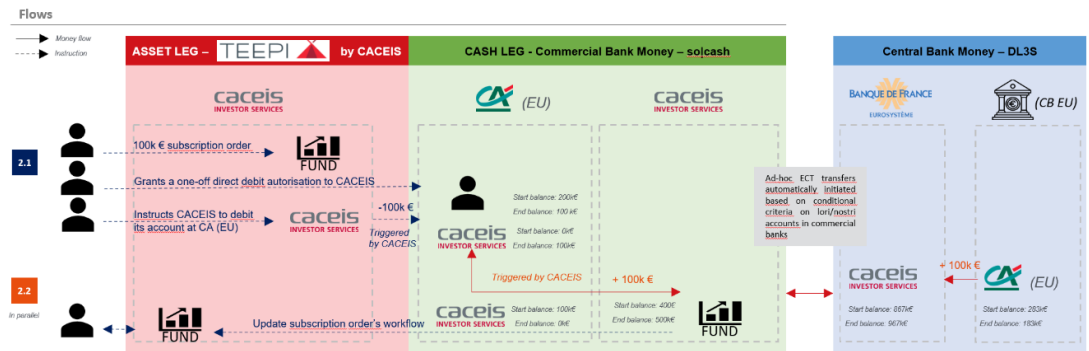 Flows
Money flow
Instruction
ASSET LEG – TEEPI by CACEIS
CASH LEG - Commercial Bank Money – so|cash
Central Bank Money – DL3S
caceis
INVESTOR SERVICES
CA (EU)
caceis
INVESTOR SERVICES
BANQUE DE FRANCE
EUROSYSTÈME
(CB EU)
2.1
100k € subscription order
FUND
Grants a one-off direct debit autorisation to CACEIS
Instructs CACEIS to debit
its account at CA (EU)
caceis
INVESTOR SERVICES
-100k €
Triggered
by CACEIS
Start balance: 200k€
End balance: 100 k€
caceis
INVESTOR SERVICES
Start balance: 0k€
End balance: 100k€
Ad-hoc ECT transfers
automatically initiated
based on conditional
criteria on lori/nostri
accounts in commercial
banks
2.2
In parallel
Triggered by CACEIS
+ 100k €
caceis
INVESTOR SERVICES
Start balance: 100k€
End balance: 0k€
Start balance: 400€
End balance: 500k€
FUND
FUND
Update subscription order's workflow
caceis
INVESTOR SERVICES
+ 100k €
CA (EU)
Start balance: 867k€
End balance: 967k€
Start balance: 283k€
End balance: 183k€